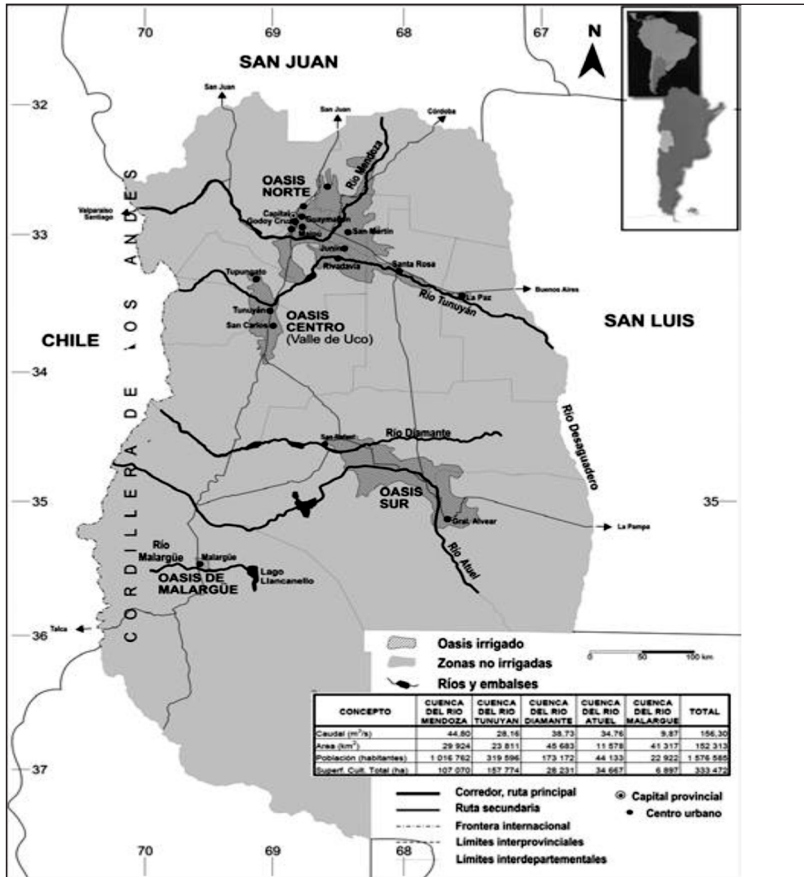 70
69
68
67
N
SAN JUAN
San Juan
San Juan
Córdoba
32
OASIS
NORTE
Río Mendoza
Valparaiso
Santiago
Capital
Godoy Cruz
Guaymallén
Maipú
San Martín
33
Junín
Rivadavia
Santa Rosa
Tupungato
La Paz
Buenos Aires
Río Tunuyán
Tunuyán
San Carlos
OASIS
CENTRO
(Valle de Uco)
SAN LUIS
CHILE
CORDILLERA DE LOS ANDES
34
Río Desaguadero
San Rafael
Río Diamante
35
OASIS
SUR
35
Gral. Alvear
La Pampa
Río
Malargüe
Malargüe
Río Atuel
OASIS DE
MALARGÜE
Lago
Llancanello
Talca
36
Oasis irrigado
Zonas no irrigadas
Ríos y embalses
0 50 100 km
CONCEPTO CUENCA DEL RIO MENDOZA CUENCA DEL RIO TUNUYAN CUENCA DEL RIO DIAMANTE CUENCA DEL RIO ATUEL CUENCA DEL RIO MALARGUE TOTAL
Caudal (m³/s) 44,80 28,16 38,73 34,76 9,87 156,30
Area (km²) 29 924 23 811 45 683 11 578 41 317 152 313
Población (habitantes) 1 016 762 319 596 173 172 44 133 22 922 1 576 585
Superf. Cult. Total (ha) 107 070 157 774 28 231 34 667 6 897 333 472
37
Corredor, ruta principal
Ruta secundaria
Frontera internacional
Limites interprovinciales
Limites interdepartementales
Capital provincial
Centro urbano
70
69
68